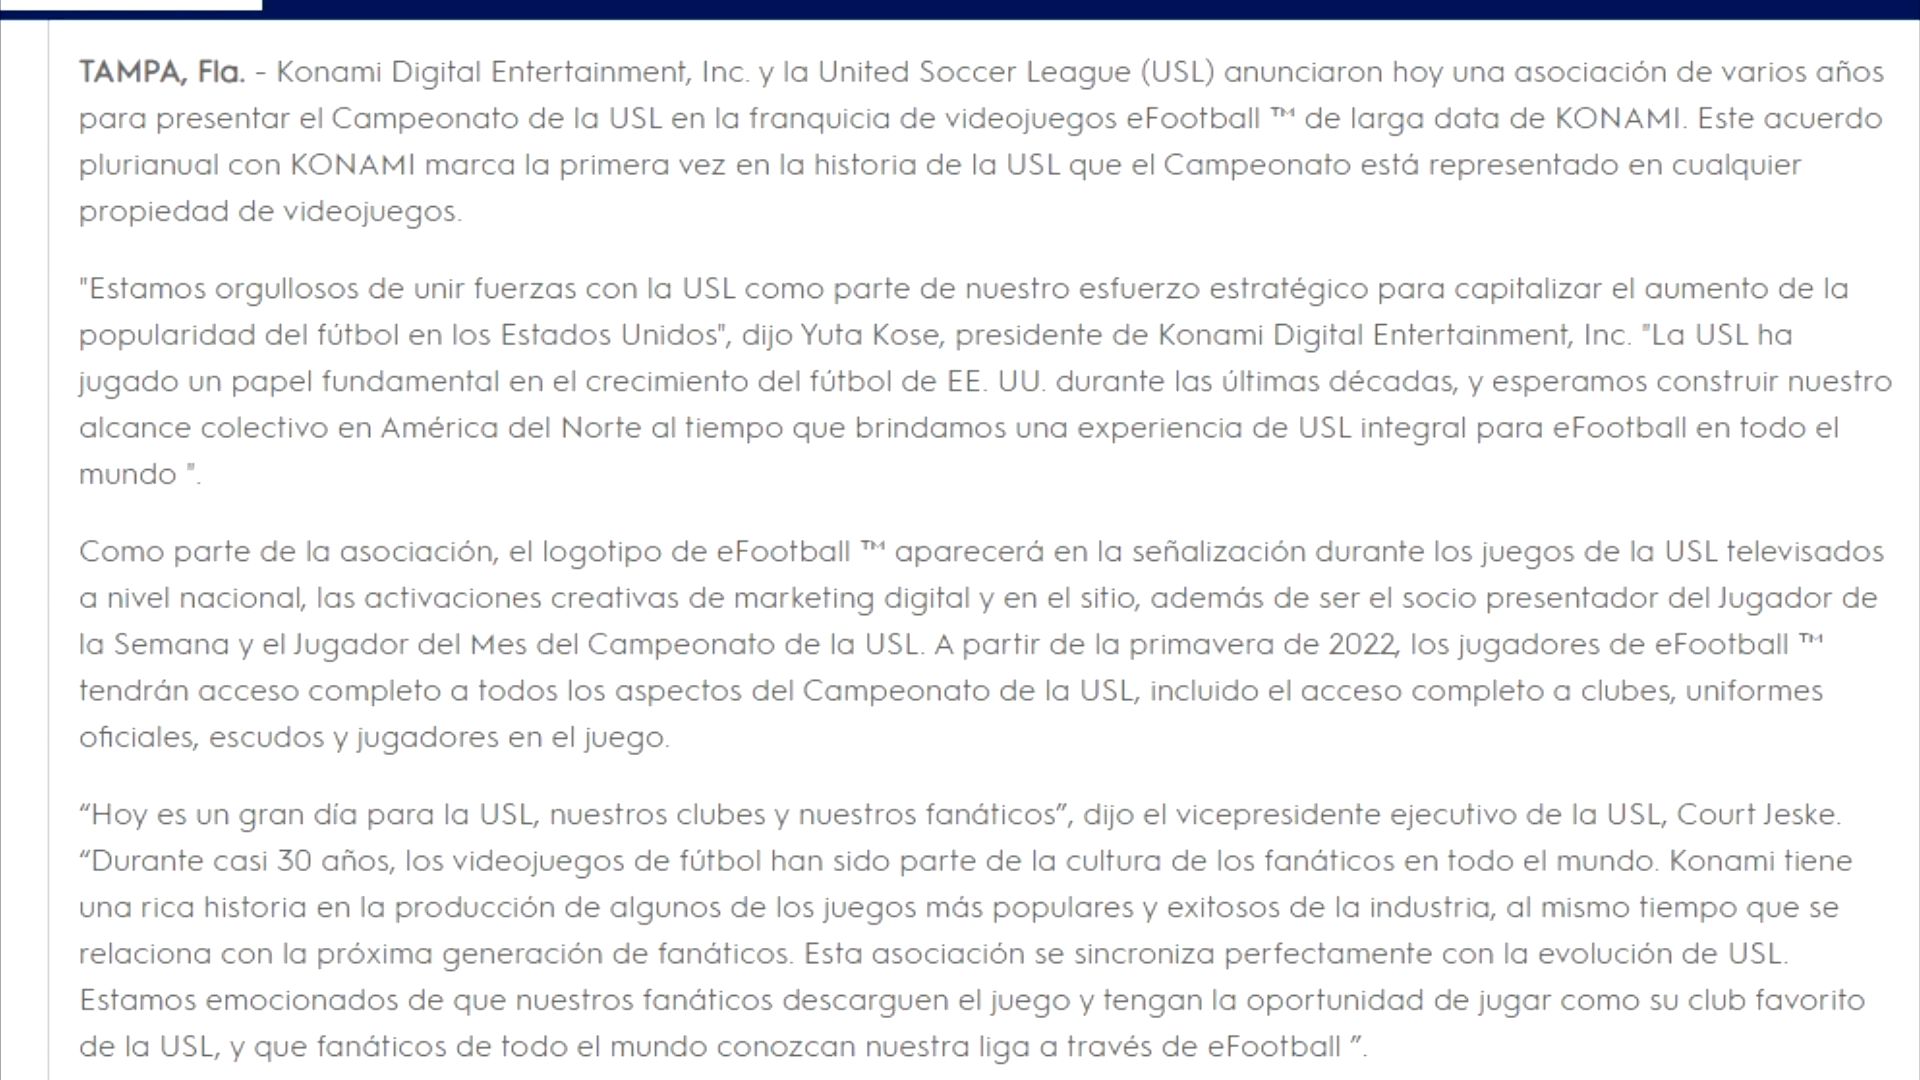 TAMPA, Fla. - Konami Digital Entertainment, Inc. y la United Soccer League (USL) anunciaron hoy una asociación de varios años
para presentar el Campeonato de la USL en la franquicia de videojuegos eFootball ™ de larga data de KONAMI. Este acuerdo
plurianual con KONAMI marca la primera vez en la historia de la USL que el Campeonato está representado en cualquier
propiedad de videojuegos.
"Estamos orgullosos de unir fuerzas con la USL como parte de nuestro esfuerzo estratégico para capitalizar el aumento de la
popularidad del fútbol en los Estados Unidos", dijo Yuta Kose, presidente de Konami Digital Entertainment, Inc. "La USL ha
jugado un papel fundamental en el crecimiento del fútbol de EE. UU. durante las últimas décadas, y esperamos construir nuestro
alcance colectivo en América del Norte al tiempo que brindamos una experiencia de USL integral para eFootball en todo el
mundo ".
Como parte de la asociación, el logotipo de eFootball ™ aparecerá en la señalización durante los juegos de la USL televisados
a nivel nacional, las activaciones creativas de marketing digital y en el sitio, además de ser el socio presentador del Jugador de
la Semana y el Jugador del Mes del Campeonato de la USL. A partir de la primavera de 2022, los jugadores de eFootball ™
tendrán acceso completo a todos los aspectos del Campeonato de la USL, incluido el acceso completo a clubes, uniformes
oficiales, escudos y jugadores en el juego.
“Hoy es un gran día para la USL, nuestros clubes y nuestros fanáticos”, dijo el vicepresidente ejecutivo de la USL, Court Jeske.
“Durante casi 30 años, los videojuegos de fútbol han sido parte de la cultura de los fanáticos en todo el mundo. Konami tiene
una rica historia en la producción de algunos de los juegos más populares y exitosos de la industria, al mismo tiempo que se
relaciona con la próxima generación de fanáticos. Esta asociación se sincroniza perfectamente con la evolución de USL.
Estamos emocionados de que nuestros fanáticos descarguen el juego y tengan la oportunidad de jugar como su club favorito
de la USL, y que fanáticos de todo el mundo conozcan nuestra liga a través de eFootball ”.